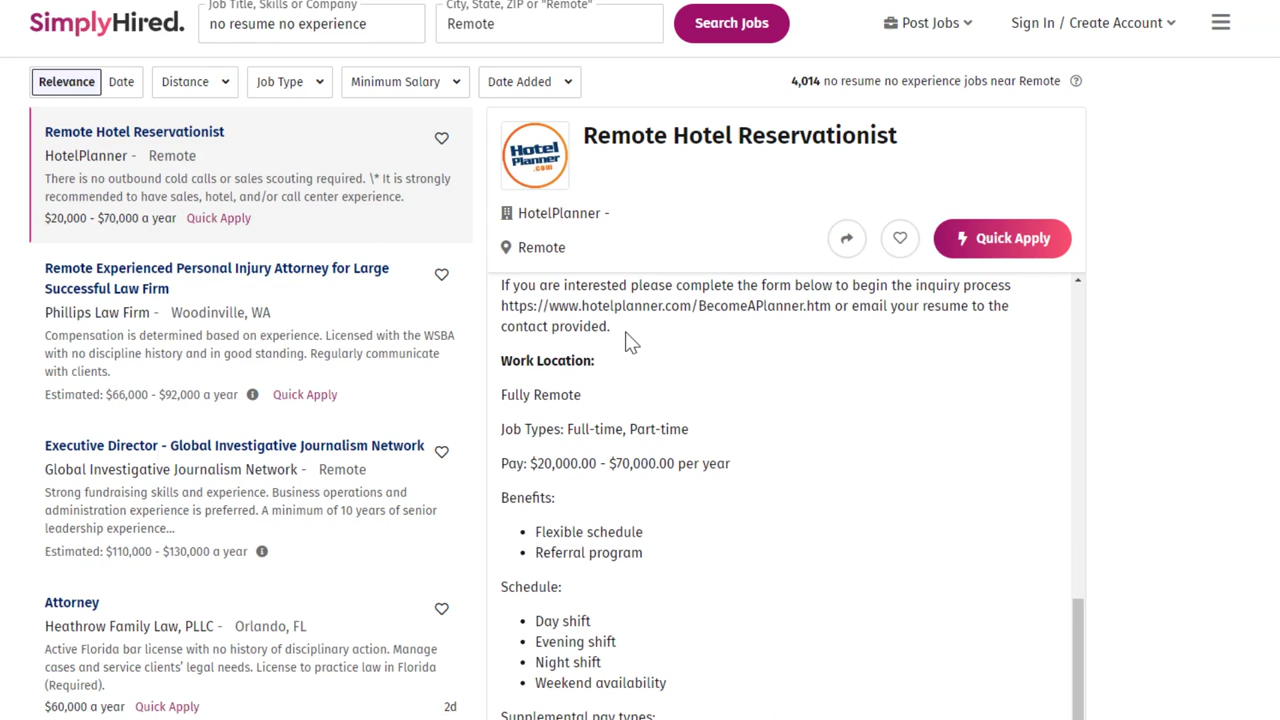 SimplyHired.
Job Title, Skills or Company
no resume no experience
City, State, ZIP or "Remote"
Remote
Search Jobs
Post Jobs
Sign In / Create Account
Relevance
Date
Distance
Job Type
Minimum Salary
Date Added
4,014 no resume no experience jobs near Remote
Remote Hotel Reservationist
HotelPlanner - Remote
There is no outbound cold calls or sales scouting required. \* It is strongly
recommended to have sales, hotel, and/or call center experience.
$20,000 - $70,000 a year Quick Apply
Remote Experienced Personal Injury Attorney for Large
Successful Law Firm
Phillips Law Firm - Woodinville, WA
Compensation is determined based on experience. Licensed with the WSBA
with no discipline history and in good standing. Regularly communicate
with clients.
Estimated: $66,000 - $92,000 a year Quick Apply
Executive Director - Global Investigative Journalism Network
Global Investigative Journalism Network - Remote
Strong fundraising skills and experience. Business operations and
administration experience is preferred. A minimum of 10 years of senior
leadership experience...
Estimated: $110,000 - $130,000 a year
Attorney
Heathrow Family Law, PLLC - Orlando, FL
Active Florida bar license with no history of disciplinary action. Manage
cases and service clients' legal needs. License to practice law in Florida
(Required).
$60,000 a year Quick Apply 2d
Hotel
Planner
.com
Remote Hotel Reservationist
HotelPlanner -
Remote
Quick Apply
If you are interested please complete the form below to begin the inquiry process
https://www.hotelplanner.com/BecomeAPlanner.htm or email your resume to the
contact provided.
Work Location:
Fully Remote
Job Types: Full-time, Part-time
Pay: $20,000.00 - $70,000.00 per year
Benefits:
• Flexible schedule
• Referral program
Schedule:
• Day shift
• Evening shift
• Night shift
• Weekend availability
Supplemental pay types: